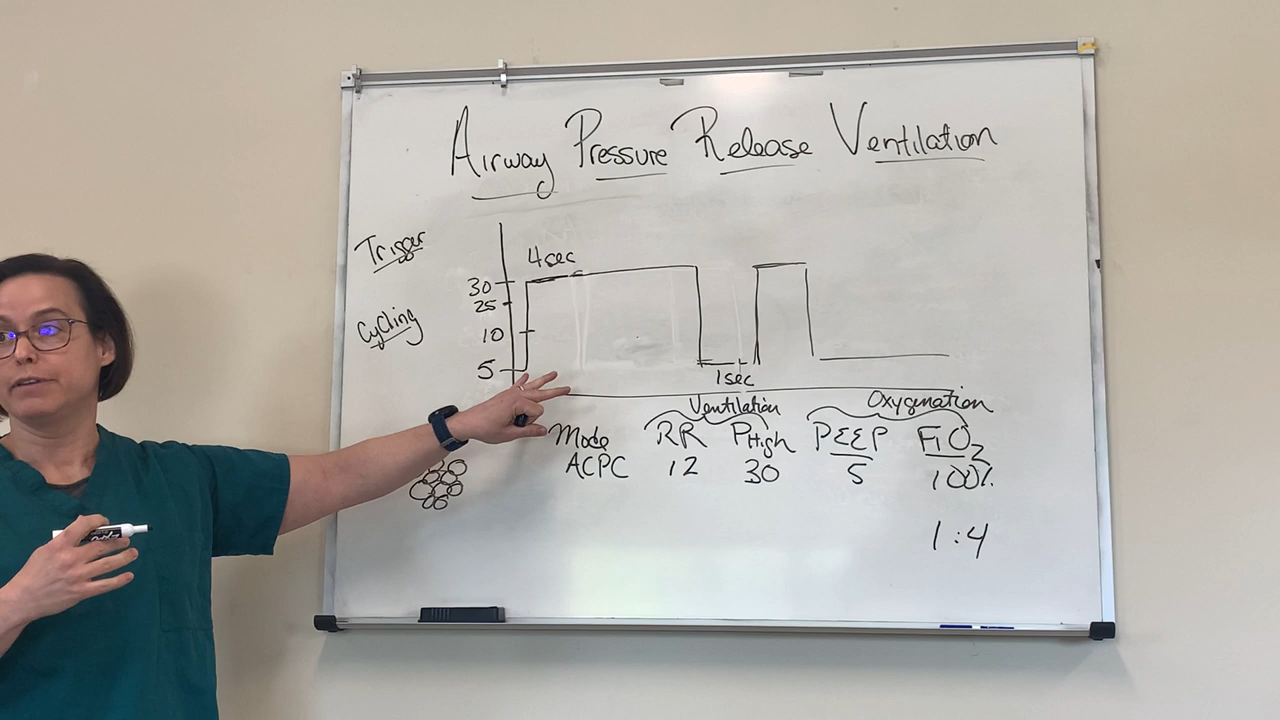 Airway Pressure Release Ventilation
Trigger
4 sec
30
25
Cycling
10
5
1 sec
Ventilation Oxygenation
Mode RR PHigh PEEP FiO2
ACPC 12 30 5 100%
1:4